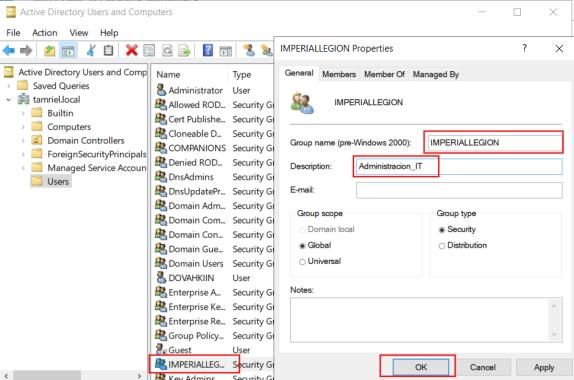 Active Directory Users and Computers
File Action View Help
Active Directory Users and Comp
Saved Queries
tamriel.local
Builtin
Computers
Domain Controllers
ForeignSecurityPrincipals
Managed Service Accoun
Users
Name Type
Administrator User
Allowed ROD... Security Gr
Cert Publishe... Security Gr
Cloneable D... Security Gr
COMPANIONS Security Gr
Denied ROD... Security Gr
DnsAdmins Security Gr
DnsUpdatePr... Security Gr
Domain Adm... Security Gr
Domain Com... Security Gr
Domain Con... Security Gr
Domain Gue... Security Gr
Domain Users Security Gr
DOVAHKIIN User
Enterprise A... Security Gr
Enterprise Ke... Security Gr
Enterprise Re... Security Gr
Group Policy... Security Gr
Guest User
IMPERIALLEG... Security Gr
Key Admins Security Gr
IMPERIALLEGION Properties ?
General Members Member Of Managed By
IMPERIALLEGION
Group name (pre-Windows 2000): IMPERIALLEGION
Description: Administracion_IT
E-mail:
Group scope Group type
Domain local Security
Global Distribution
Universal
Notes:
OK Cancel Apply